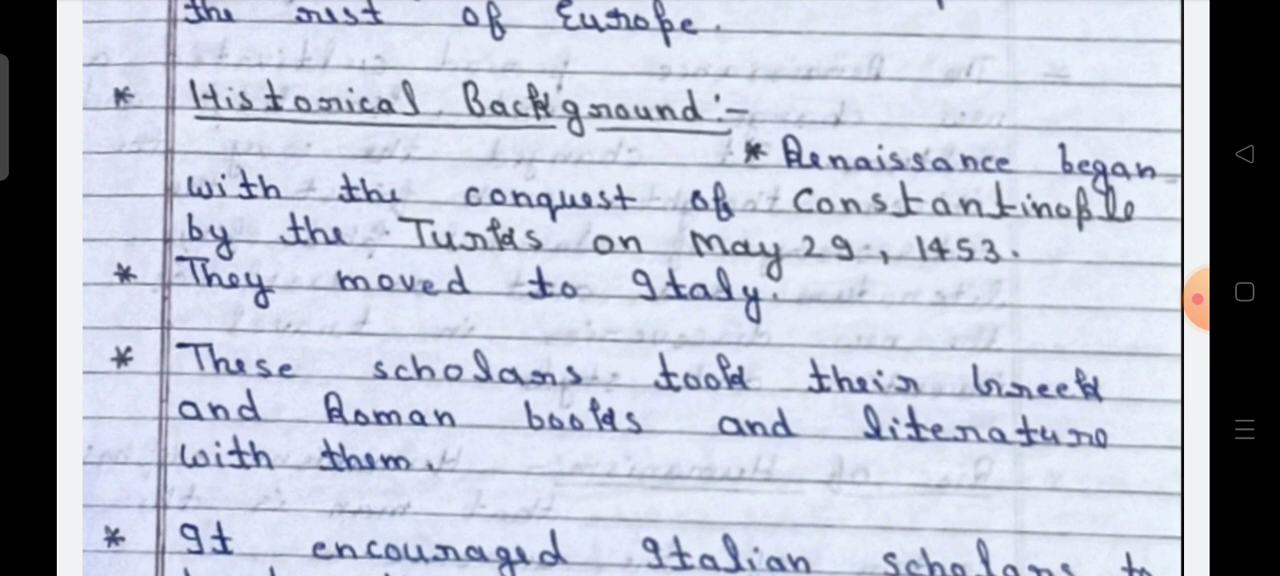 the rest of Europe.
* Historical Background:-
* Renaissance began
with the conquest of Constantinople
by the Turks on May 29, 1453.
* They moved to Italy.
* These scholars took their Greek
and Roman books and literature
with them.
* It encouraged Italian scholars to